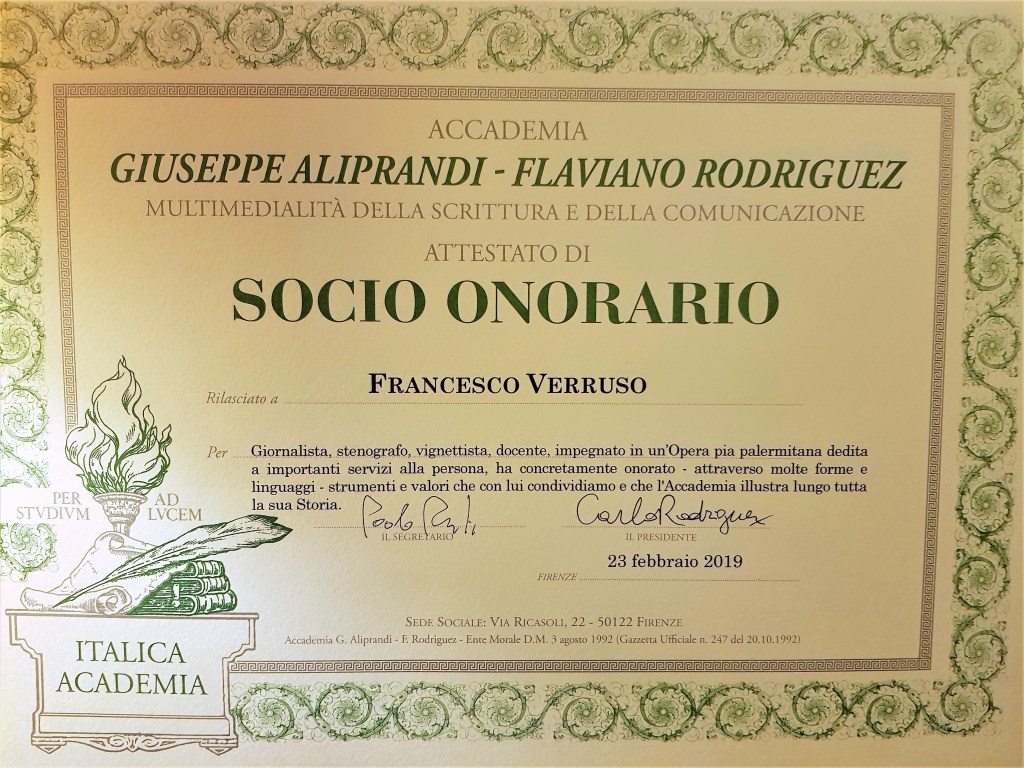 ACCADEMIA
GIUSEPPE ALIPRANDI - FLAVIANO RODRIGUEZ
MULTIMEDIALITÀ DELLA SCRITTURA E DELLA COMUNICAZIONE
ATTESTATO DI
SOCIO ONORARIO
Rilasciato a FRANCESCO VERRUSO
Per Giornalista, stenografo, vignettista, docente, impegnato in un'Opera pia palermitana dedita
a importanti servizi alla persona, ha concretamente onorato - attraverso molte forme e
linguaggi - strumenti e valori che con lui condividiamo e che l'Accademia illustra lungo tutta
la sua Storia.
Carlo Rodriguez
IL SEGRETARIO IL PRESIDENTE
23 febbraio 2019
FIRENZE
PER AD
STVDIVM LVCEM
ITALICA
ACADEMIA
SEDE SOCIALE: VIA RICASOLI, 22 - 50122 FIRENZE
Accademia G. Aliprandi - F. Rodriguez - Ente Morale D.M. 3 agosto 1992 (Gazzetta Ufficiale n. 247 del 20.10.1992)